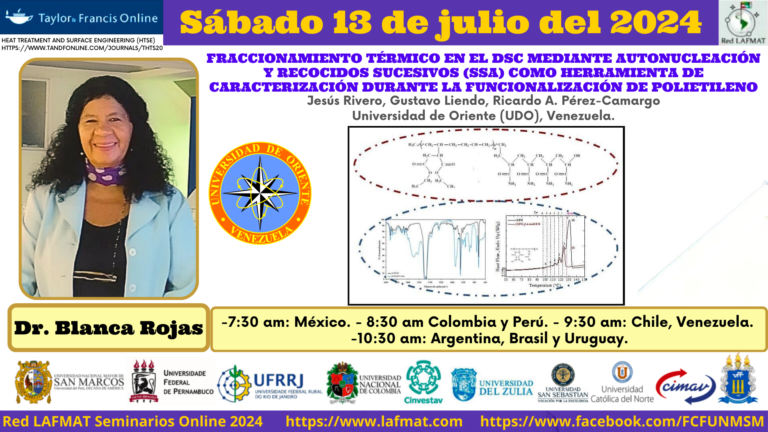 Taylor & Francis Online
HEAT TREATMENT AND SURFACE ENGINEERING (HTSE)
HTTPS://WWW.TANDFONLINE.COM/JOURNALS/THTS20
Sábado 13 de julio del 2024
Red LAFMAT
FRACCIONAMIENTO TÉRMICO EN EL DSC MEDIANTE AUTONUCLEACIÓN
Y RECOCIDOS SUCESIVOS (SSA) COMO HERRAMIENTA DE
CARACTERIZACIÓN DURANTE LA FUNCIONALIZACIÓN DE POLIETILENO
Jesús Rivero, Gustavo Liendo, Ricardo A. Pérez-Camargo
Universidad de Oriente (UDO), Venezuela.
UNIVERSIDAD DE ORIENTE
VENEZUELA
Temperature (°C)
Dr. Blanca Rojas
-7:30 am: México. - 8:30 am Colombia y Perú. - 9:30 am: Chile, Venezuela.
-10:30 am: Argentina, Brasil y Uruguay.
UNIVERSIDAD NACIONAL MAYOR DE
SAN MARCOS
UNIVERSIDADE
FEDERAL
DE PERNAMBUCO
UFRRJ
UNIVERSIDADE FEDERAL RURAL
DO RIO DE JANEIRO
UNIVERSIDAD
NACIONAL
DE COLOMBIA
Cinvestav
UNIVERSIDAD
DEL ZULIA
UNIVERSIDAD
SAN SEBASTIAN
Universidad
Católica del Norte
cimav
Red LAFMAT Seminarios Online 2024 https://www.lafmat.com https://www.facebook.com/FCFUNMSM